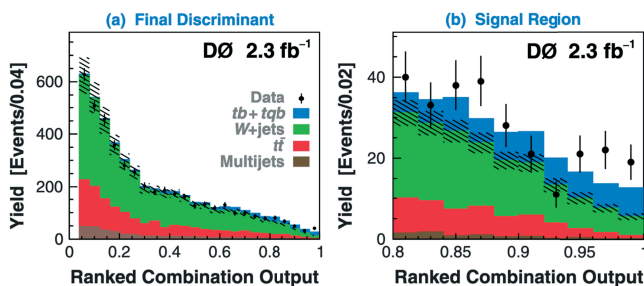 (a) Final Discriminant
DØ 2.3 fb⁻¹
Yield [Events/0.04]
600
400
200
0
Data
tb+tqb
W+jets
tt̄
Multijets
0 0.2 0.4 0.6 0.8 1
Ranked Combination Output
(b) Signal Region
DØ 2.3 fb⁻¹
Yield [Events/0.02]
40
20
0
0.8 0.85 0.9 0.95 1
Ranked Combination Output